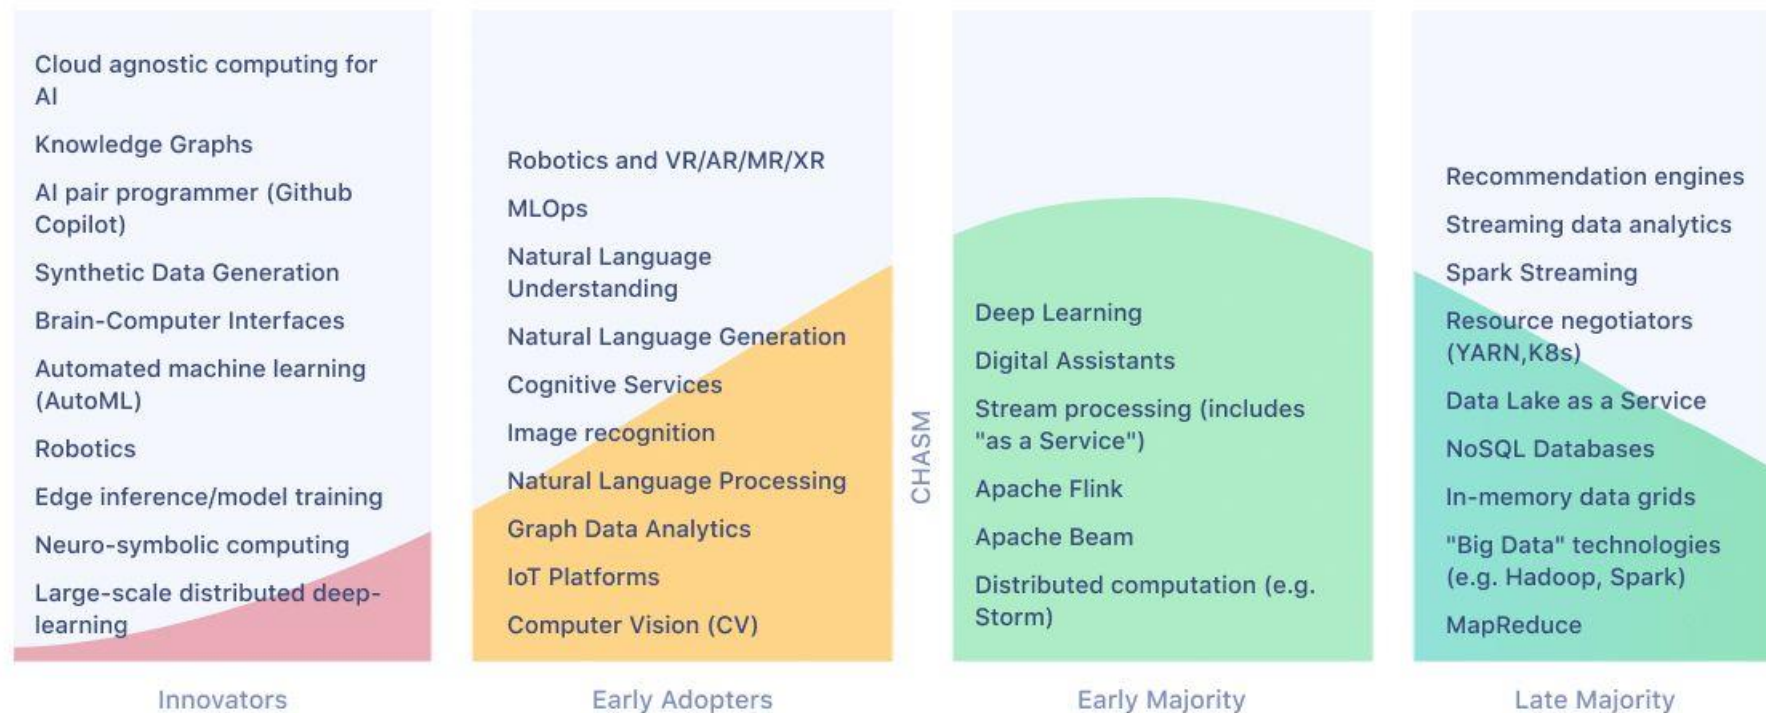 Cloud agnostic computing for
AI
Knowledge Graphs
AI pair programmer (Github
Copilot)
Synthetic Data Generation
Brain-Computer Interfaces
Automated machine learning
(AutoML)
Robotics
Edge inference/model training
Neuro-symbolic computing
Large-scale distributed deep-
learning
Innovators
Robotics and VR/AR/MR/XR
MLOps
Natural Language
Understanding
Natural Language Generation
Cognitive Services
Image recognition
Natural Language Processing
Graph Data Analytics
IoT Platforms
Computer Vision (CV)
Early Adopters
CHASM
Deep Learning
Digital Assistants
Stream processing (includes
"as a Service")
Apache Flink
Apache Beam
Distributed computation (e.g.
Storm)
Early Majority
Recommendation engines
Streaming data analytics
Spark Streaming
Resource negotiators
(YARN,K8s)
Data Lake as a Service
NoSQL Databases
In-memory data grids
"Big Data" technologies
(e.g. Hadoop, Spark)
MapReduce
Late Majority